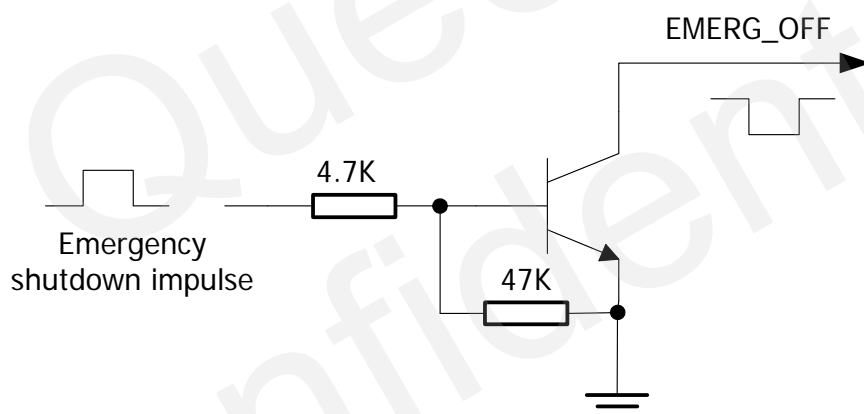 EMERG_OFF
4.7K
Emergency
shutdown impulse
47K